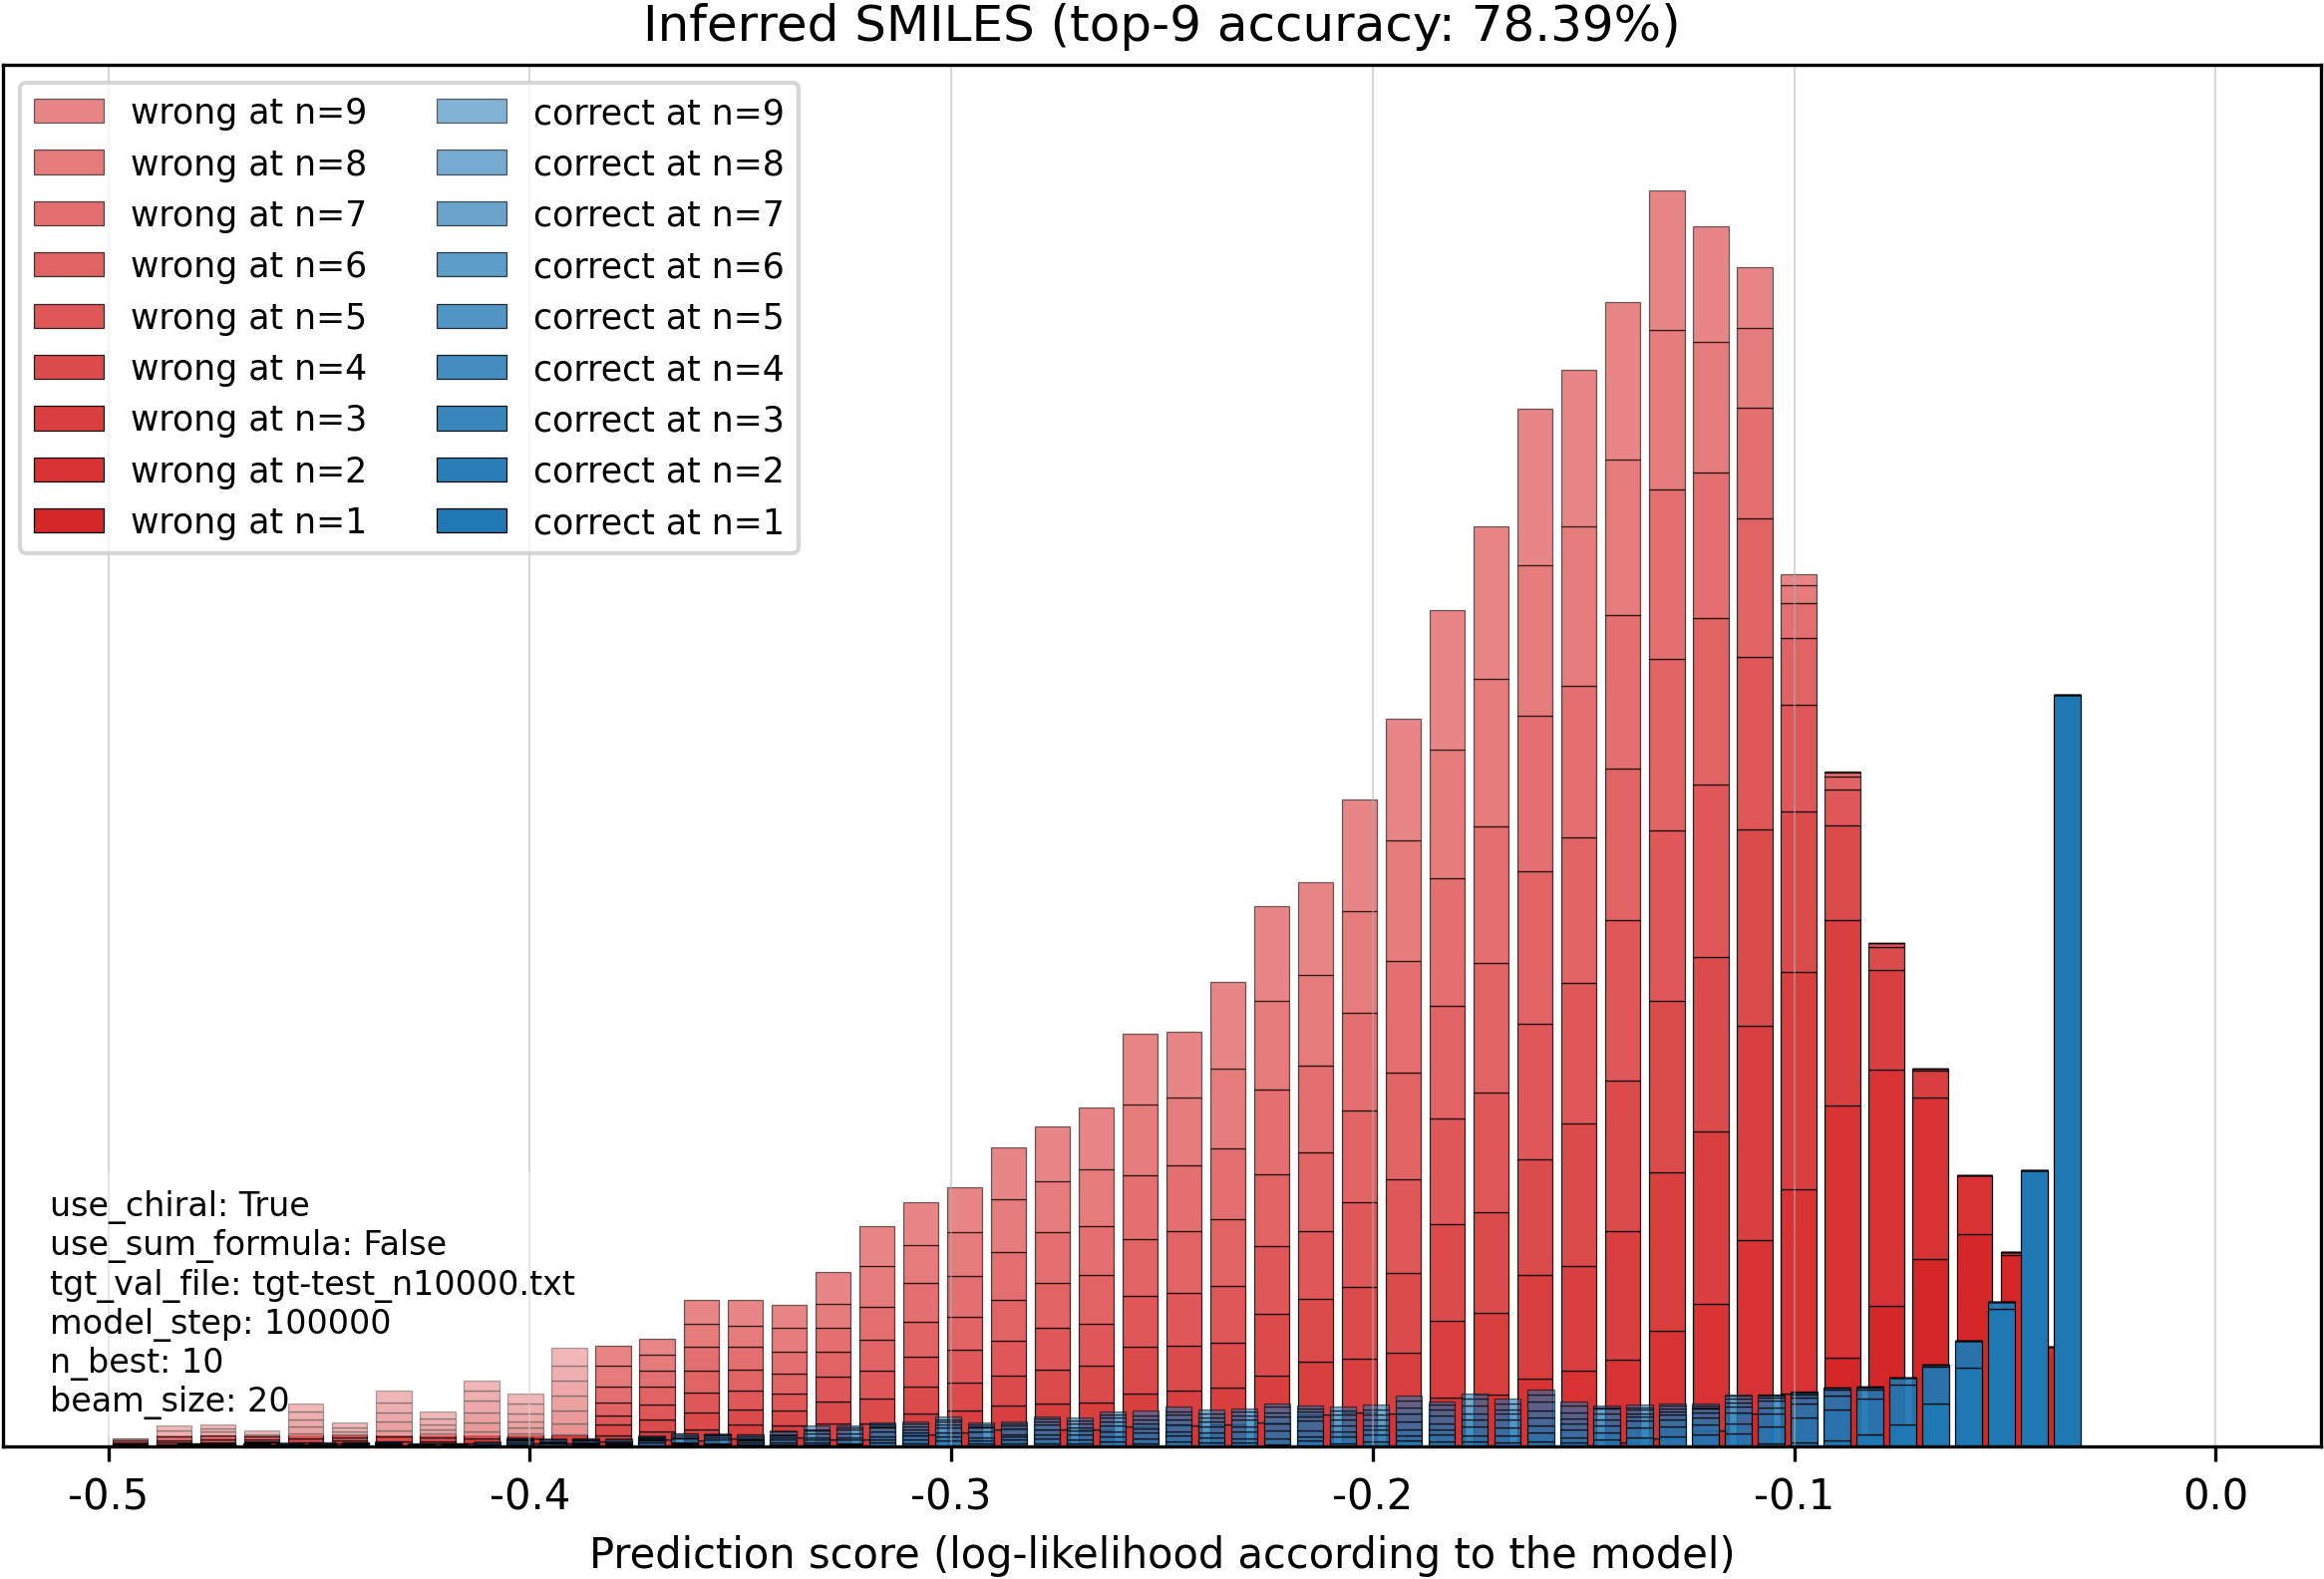 Inferred SMILES (top-9 accuracy: 78.39%)
wrong at n=9
wrong at n=8
wrong at n=7
wrong at n=6
wrong at n=5
wrong at n=4
wrong at n=3
wrong at n=2
wrong at n=1
correct at n=9
correct at n=8
correct at n=7
correct at n=6
correct at n=5
correct at n=4
correct at n=3
correct at n=2
correct at n=1
use_chiral: True
use_sum_formula: False
tgt_val_file: tgt-test_n10000.txt
model_step: 100000
n_best: 10
beam_size: 20
-0.5 -0.4 -0.3 -0.2 -0.1 0.0
Prediction score (log-likelihood according to the model)